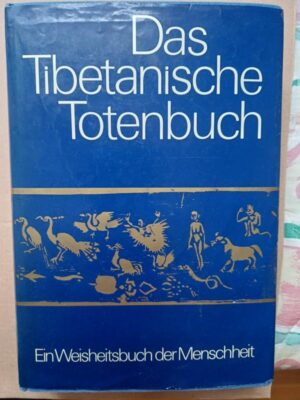 Das
Tibetanische
Totenbuch
Ein Weisheitsbuch der Menschheit